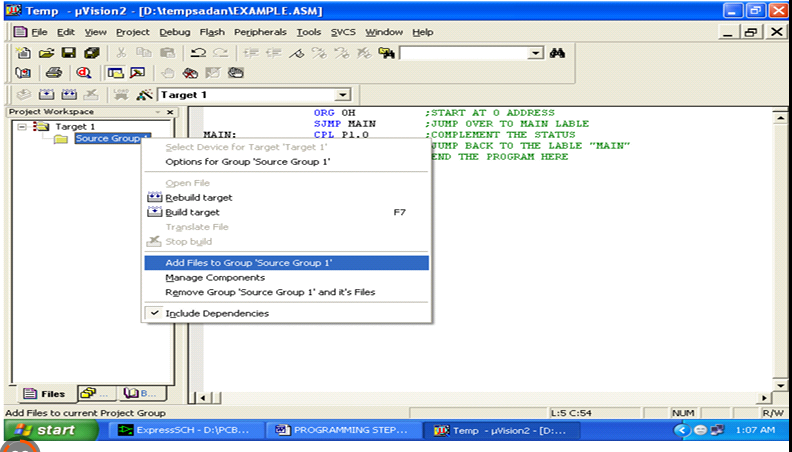 Temp - µVision2 - [D:\tempsadan\EXAMPLE.ASM]
File Edit View Project Debug Flash Peripherals Tools SVCS Window Help
Target 1
Project Workspace
Target 1
Source Group
ORG 0H ;START AT 0 ADDRESS
SJMP MAIN ;JUMP OVER TO MAIN LABLE
MAIN: CPL P1.0 ;COMPLEMENT THE STATUS
JUMP BACK TO THE LABLE "MAIN"
END THE PROGRAM HERE
Select Device for Target 'Target 1'
Options for Group 'Source Group 1'
Open File
Rebuild target
Build target F7
Translate File
Stop build
Add Files to Group 'Source Group 1'
Manage Components
Remove Group 'Source Group 1' and it's Files
Include Dependencies
Files ... B...
Add Files to current Project Group L:5 C:54 NUM R/W
start ExpressSCH - D:\PCB... PROGRAMMING STEP... Temp - µVision2 - [D:... 1:07 AM